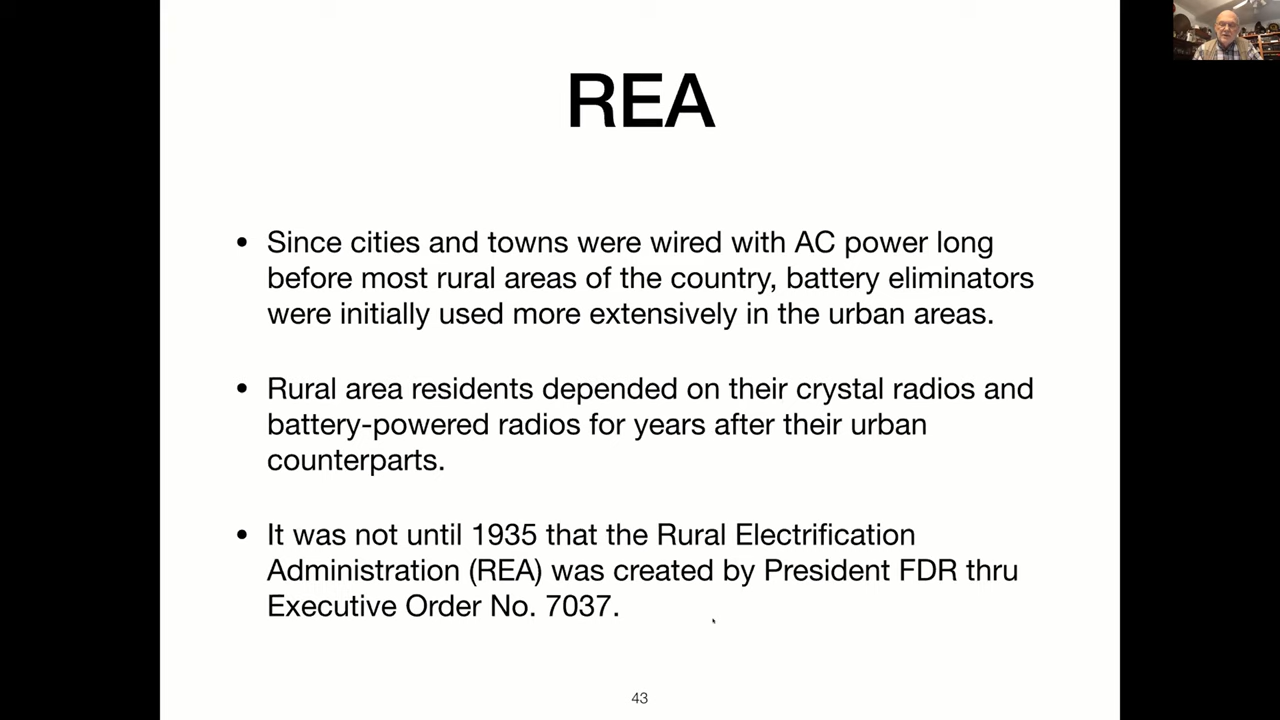 REA
• Since cities and towns were wired with AC power long
before most rural areas of the country, battery eliminators
were initially used more extensively in the urban areas.
• Rural area residents depended on their crystal radios and
battery-powered radios for years after their urban
counterparts.
• It was not until 1935 that the Rural Electrification
Administration (REA) was created by President FDR thru
Executive Order No. 7037.
43